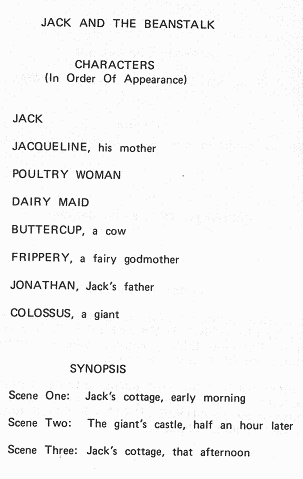 JACK AND THE BEANSTALK
CHARACTERS
(In Order Of Appearance)
JACK
JACQUELINE, his mother
POULTRY WOMAN
DAIRY MAID
BUTTERCUP, a cow
FRIPPERY, a fairy godmother
JONATHAN, Jack's father
COLOSSUS, a giant
SYNOPSIS
Scene One: Jack's cottage, early morning
Scene Two: The giant's castle, half an hour later
Scene Three: Jack's cottage, that afternoon